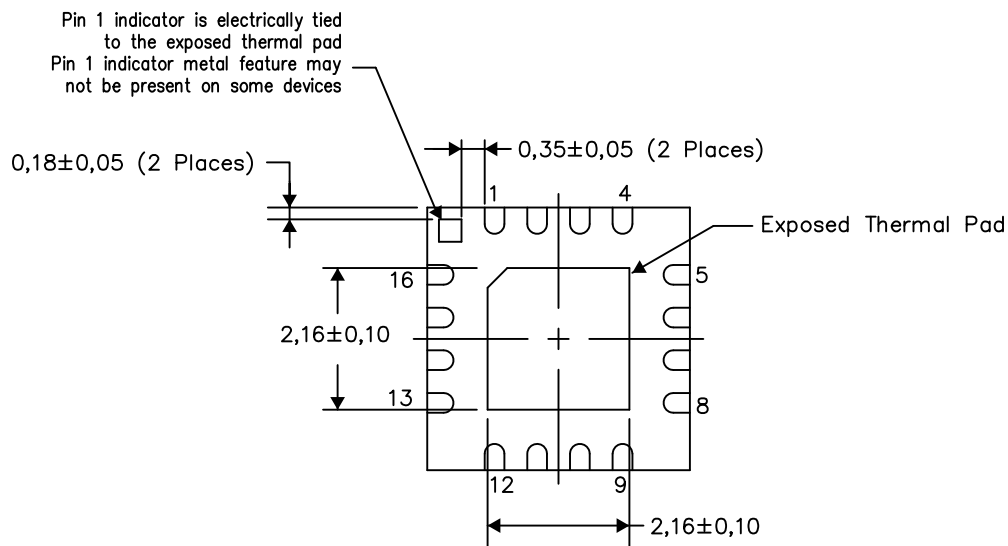 Pin 1 indicator is electrically tied
to the exposed thermal pad
Pin 1 indicator metal feature may
not be present on some devices
0,18±0,05 (2 Places)
0,35±0,05 (2 Places)
1
4
Exposed Thermal Pad
16
5
2,16±0,10
13
8
12
9
2,16±0,10